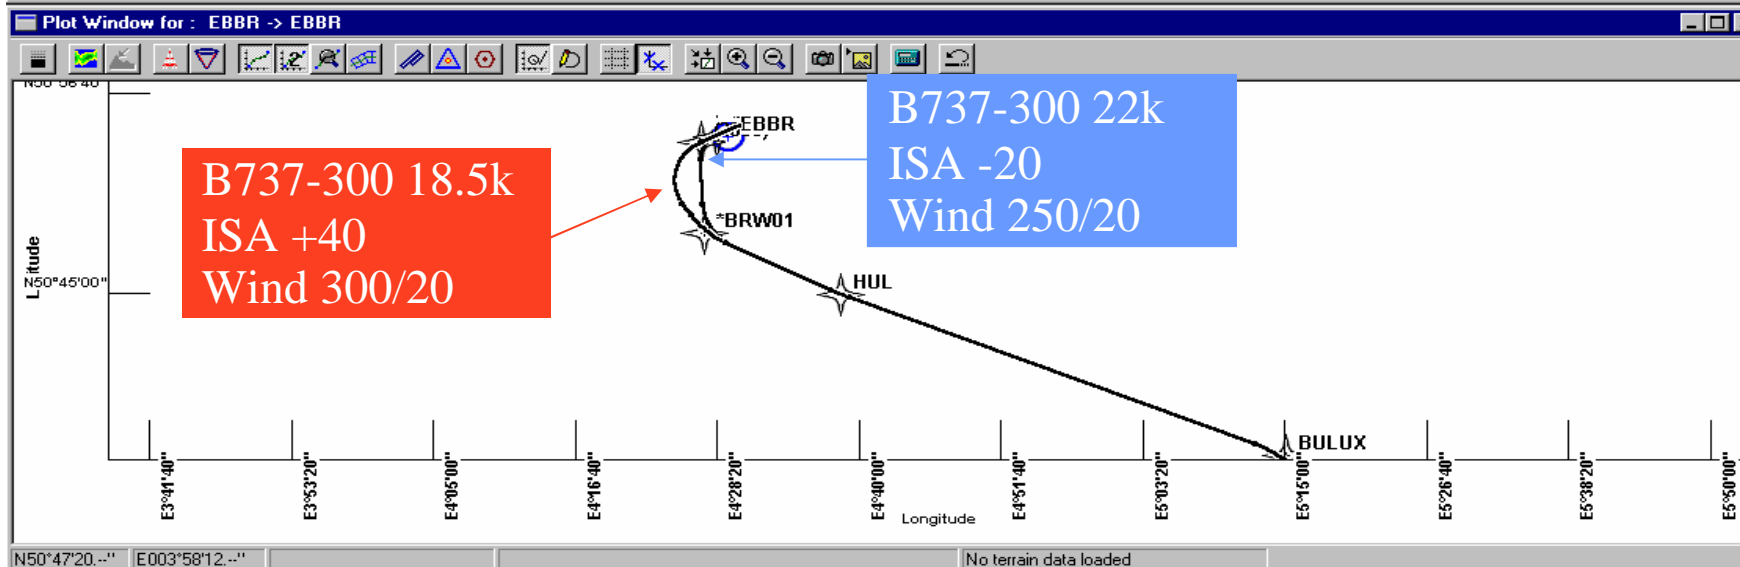 Plot Window for : EBBR -> EBBR
N50°56'40"
EBBR
B737-300 22k
ISA -20
Wind 250/20
B737-300 18.5k
ISA +40
Wind 300/20
*BRW01
Latitude
N50°45'00"
HUL
BULUX
E3°41'40"
E3°53'20"
E4°05'00"
E4°16'40"
E4°28'20"
E4°40'00"
E4°51'40"
E5°03'20"
E5°15'00"
E5°26'40"
E5°38'20"
E5°50'00"
Longitude
N50°47'20.--"
E003°58'12.--"
No terrain data loaded